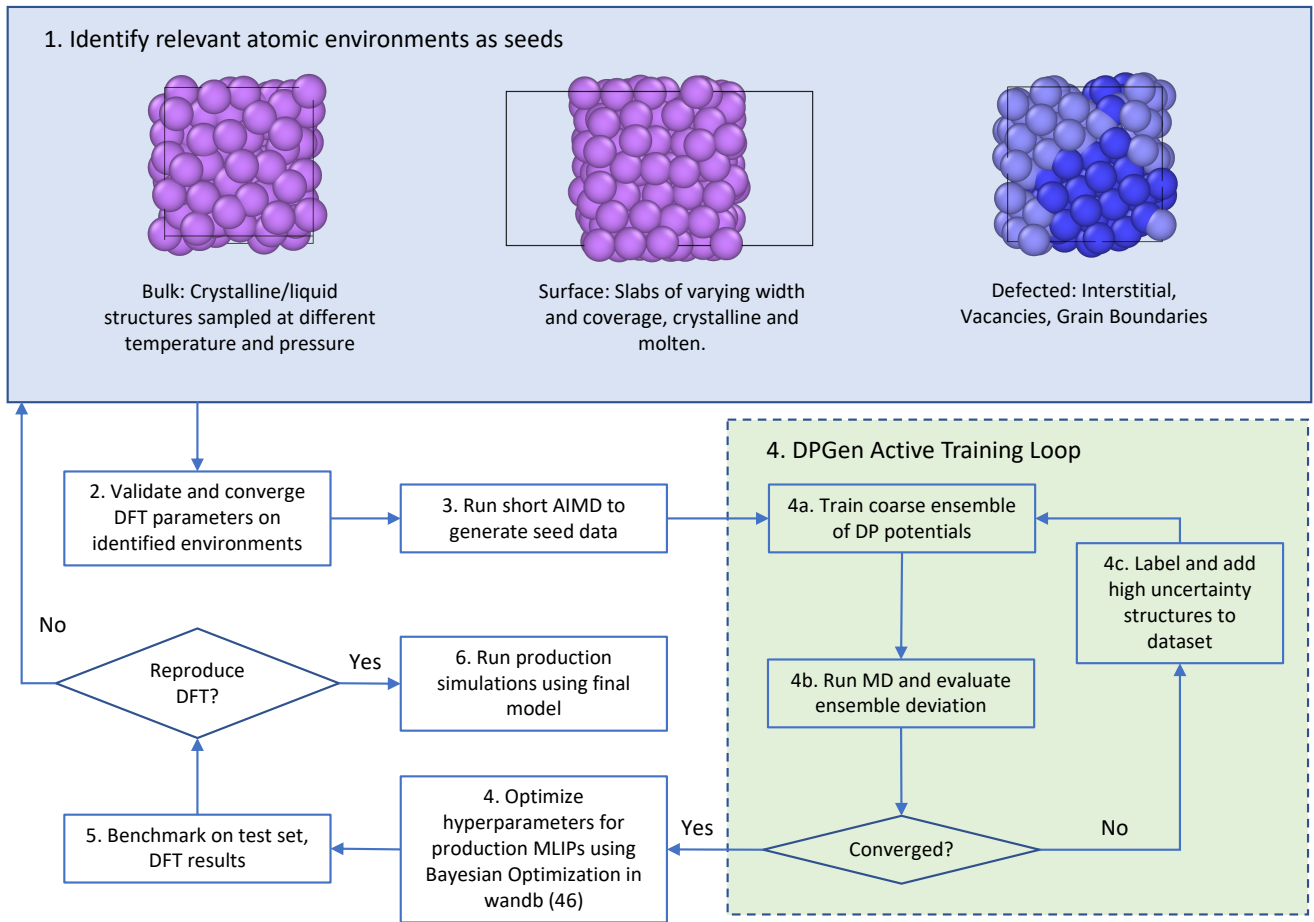 1. Identify relevant atomic environments as seeds
Bulk: Crystalline/liquid
structures sampled at different
temperature and pressure
Surface: Slabs of varying width
and coverage, crystalline and
molten.
Defected: Interstitial,
Vacancies, Grain Boundaries
2. Validate and converge
DFT parameters on
identified environments
3. Run short AIMD to
generate seed data
4. DPGen Active Training Loop
4a. Train coarse ensemble
of DP potentials
4c. Label and add
high uncertainty
structures to
dataset
4b. Run MD and evaluate
ensemble deviation
Converged?
No
Yes
4. Optimize
hyperparameters for
production MLIPs using
Bayesian Optimization in
wandb (46)
5. Benchmark on test set,
DFT results
Reproduce
DFT?
No
Yes
6. Run production
simulations using final
model